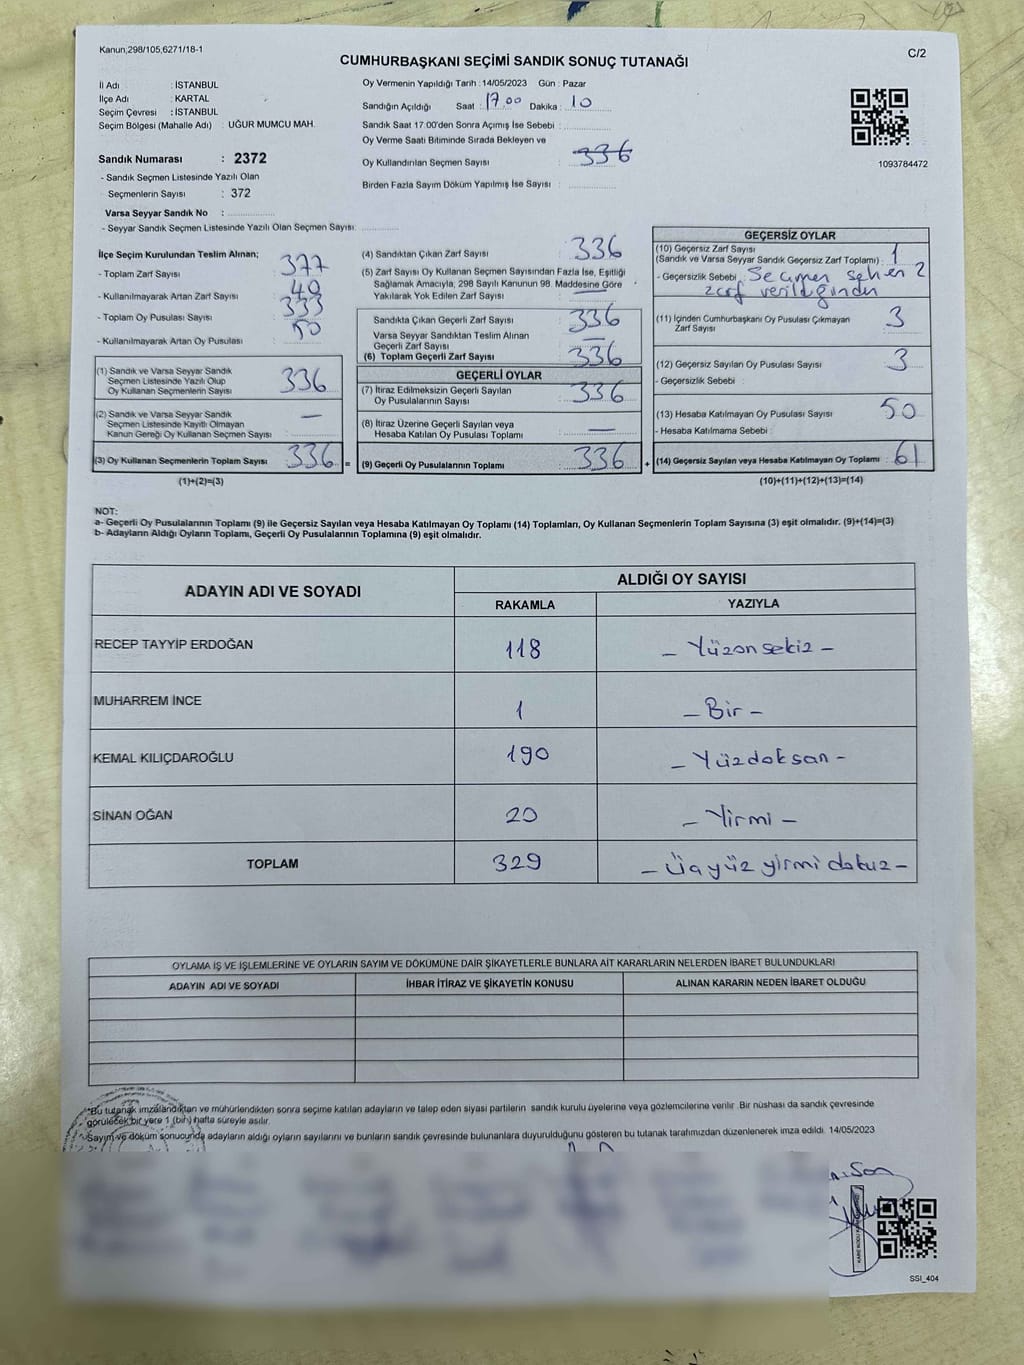 Kanun;298/105,6271/18-1
C/2
CUMHURBAŞKANI SEÇİMİ SANDIK SONUÇ TUTANAĞI
İl Adı : İSTANBUL
İlçe Adı : KARTAL
Seçim Çevresi : İSTANBUL
Seçim Bölgesi (Mahalle Adı) : UĞUR MUMCU MAH.
Sandık Numarası : 2372
- Sandık Seçmen Listesinde Yazılı Olan
Seçmenlerin Sayısı : 372
Varsa Seyyar Sandık No :
- Seyyar Sandık Seçmen Listesinde Yazılı Olan Seçmen Sayısı:
Oy Vermenin Yapıldığı Tarih : 14/05/2023 Gün : Pazar
Sandığın Açıldığı Saat : 17.00 Dakika : 10
Sandık Saat 17:00'den Sonra Açımış İse Sebebi :
Oy Verme Saati Bitiminde Sırada Bekleyen ve
Oy Kullandırılan Seçmen Sayısı : 336
Birden Fazla Sayım Döküm Yapılmış İse Sayısı :
1093784472
İlçe Seçim Kurulundan Teslim Alınan;
- Toplam Zarf Sayısı : 377
- Kullanılmayarak Artan Zarf Sayısı : 40
- Toplam Oy Pusulası Sayısı :
- Kullanılmayarak Artan Oy Pusulası : 50
(1) Sandık ve Varsa Seyyar Sandık
Seçmen Listesinde Yazılı Olup
Oy Kullanan Seçmenlerin Sayısı : 336
(2) Sandık ve Varsa Seyyar Sandık
Seçmen Listesinde Kayıtlı Olmayan
Kanun Gereği Oy Kullanan Seçmen Sayısı : —
(3) Oy Kullanan Seçmenlerin Toplam Sayısı : 336 =
(1)+(2)=(3)
(4) Sandıktan Çıkan Zarf Sayısı : 336
(5) Zarf Sayısı Oy Kullanan Seçmen Sayısından Fazla İse, Eşitliği
Sağlamak Amacıyla, 298 Sayılı Kanunun 98. Maddesine Göre
Yakılarak Yok Edilen Zarf Sayısı : —
Sandıkta Çıkan Geçerli Zarf Sayısı : 336
Varsa Seyyar Sandıktan Teslim Alınan
Geçerli Zarf Sayısı : —
(6) Toplam Geçerli Zarf Sayısı : 336
GEÇERLİ OYLAR
(7) İtiraz Edilmeksizin Geçerli Sayılan
Oy Pusulalarının Sayısı : 336
(8) İtiraz Üzerine Geçerli Sayılan veya
Hesaba Katılan Oy Pusulası Toplamı : —
(9) Geçerli Oy Pusulalarının Toplamı : 336 +
GEÇERSİZ OYLAR
(10) Geçersiz Zarf Sayısı
(Sandık ve Varsa Seyyar Sandık Geçersiz Zarf Toplamı) : 1
- Geçersizlik Sebebi : Seçmen 2
zarf verildiğinden
(11) İçinden Cumhurbaşkanı Oy Pusulası Çıkmayan
Zarf Sayısı : 3
(12) Geçersiz Sayılan Oy Pusulası Sayısı : 3
- Geçersizlik Sebebi :
(13) Hesaba Katılmayan Oy Pusulası Sayısı : 50
- Hesaba Katılmama Sebebi :
(14) Geçersiz Sayılan veya Hesaba Katılmayan Oy Toplamı : 61
(10)+(11)+(12)+(13)=(14)
NOT:
a- Geçerli Oy Pusulalarının Toplamı (9) ile Geçersiz Sayılan veya Hesaba Katılmayan Oy Toplamı (14) Toplamları, Oy Kullanan Seçmenlerin Toplam Sayısına (3) eşit olmalıdır. (9)+(14)=(3)
b- Adayların Aldığı Oyların Toplamı, Geçerli Oy Pusulalarının Toplamına (9) eşit olmalıdır.
ADAYIN ADI VE SOYADI ALDIĞI OY SAYISI
RAKAMLA YAZIYLA
RECEP TAYYİP ERDOĞAN 118 – Yüzon sekiz –
MUHARREM İNCE 1 – Bir –
KEMAL KILIÇDAROĞLU 190 – Yüzdoksan –
SİNAN OĞAN 20 – Yirmi –
TOPLAM 329 – Üçyüz yirmi dokuz –
OYLAMA İŞ VE İŞLEMLERİNE VE OYLARIN SAYIM VE DÖKÜMÜNE DAİR ŞİKAYETLERLE BUNLARA AİT KARARLARIN NELERDEN İBARET BULUNDUKLARI
ADAYIN ADI VE SOYADI İHBAR İTİRAZ VE ŞİKAYETİN KONUSU ALINAN KARARIN NEDEN İBARET OLDUĞU
*Bu tutanak imzalandıktan ve mühürlendikten sonra seçime katılan adayların ve talep eden siyasi partilerin sandık kurulu üyelerine veya gözlemcilerine verilir. Bir nüshası da sandık çevresinde
görülecek bir yere 1 (bir) hafta süreyle asılır.
*Sayım ve döküm sonucunda adayların aldığı oyların sayılarını ve bunların sandık çevresinde bulunanlara duyurulduğunu gösteren bu tutanak tarafımızdan düzenlenerek imza edildi. 14/05/2023
SSI_404